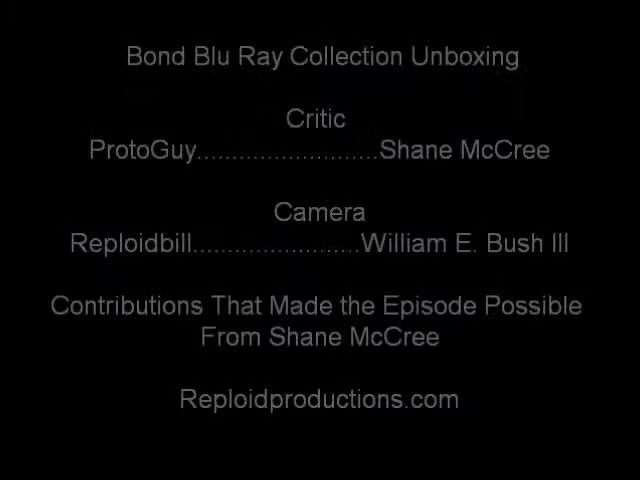 Bond Blu Ray Collection Unboxing
Critic
ProtoGuy..........................Shane McCree
Camera
Reploidbill........................William E. Bush lll
Contributions That Made the Episode Possible
From Shane McCree
Reploidproductions.com